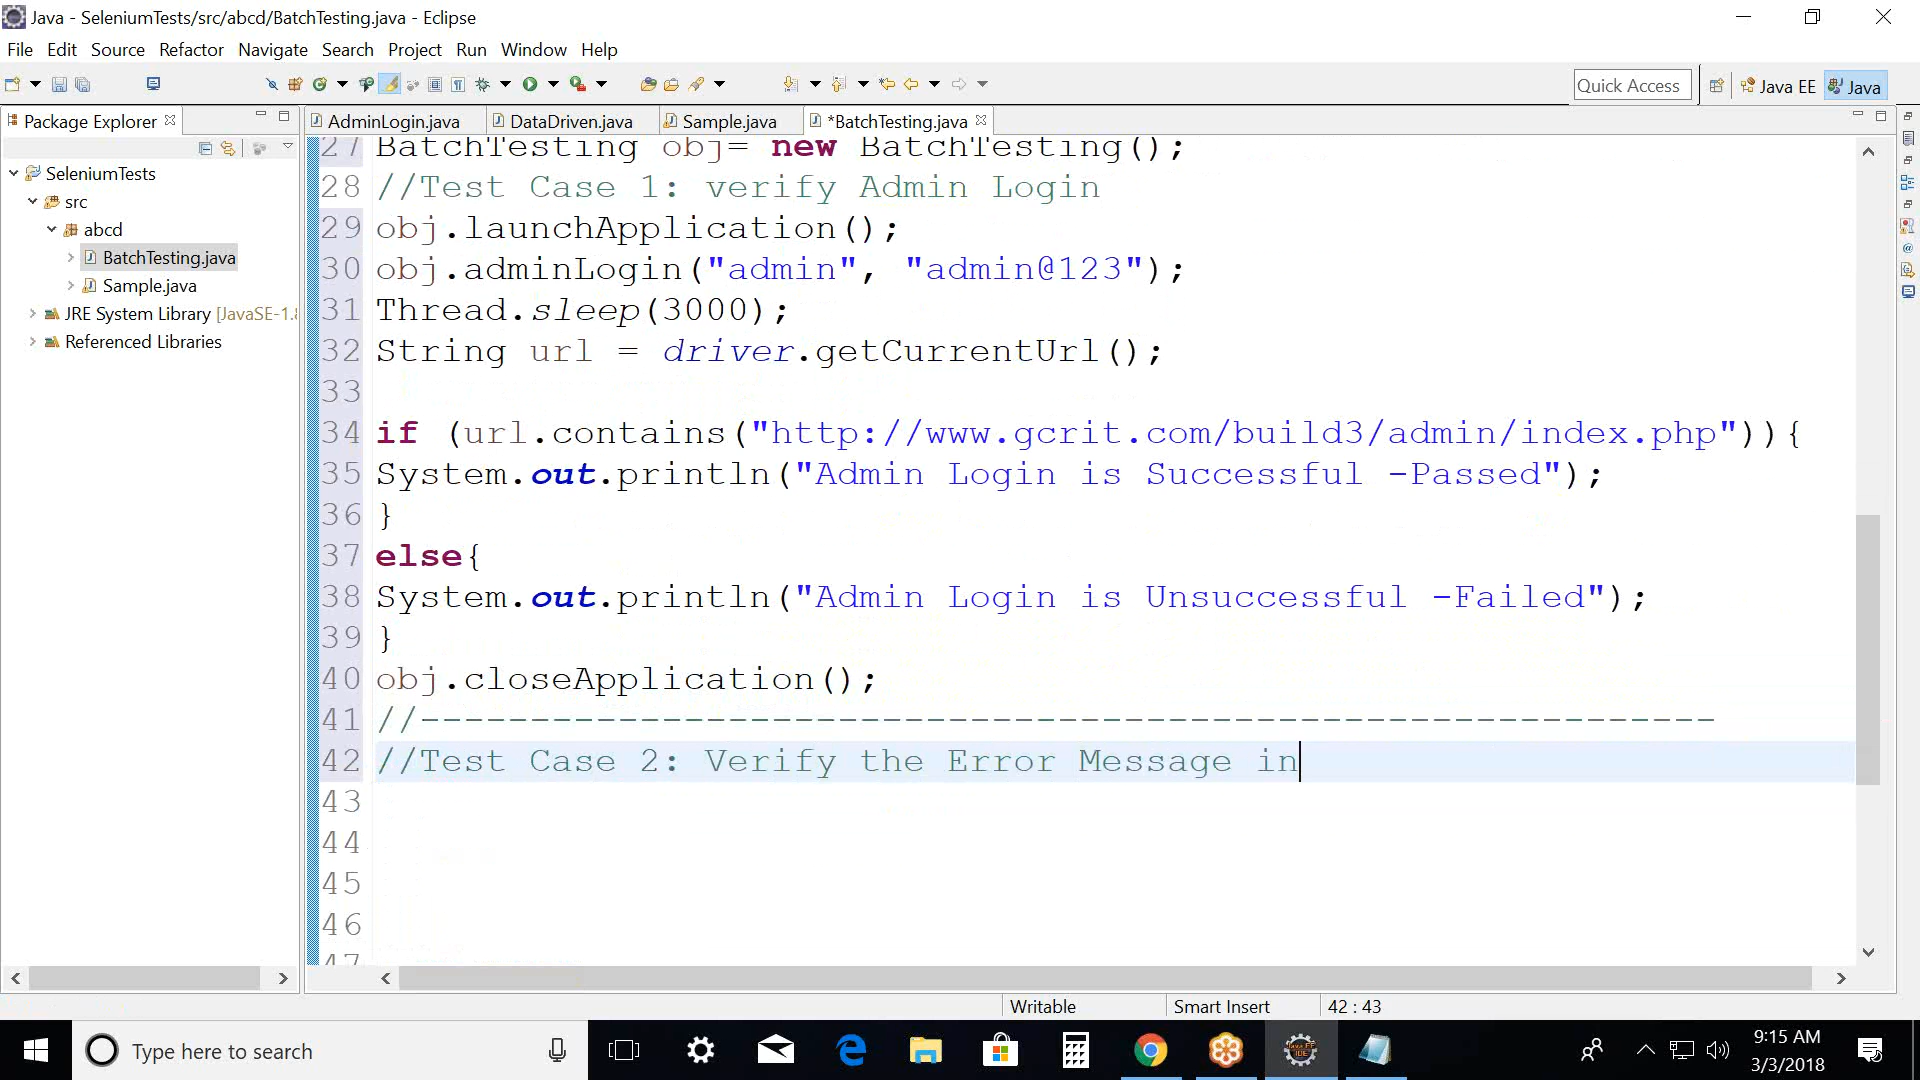 Java - SeleniumTests/src/abcd/BatchTesting.java - Eclipse
File Edit Source Refactor Navigate Search Project Run Window Help
Quick Access Java EE Java
Package Explorer AdminLogin.java DataDriven.java Sample.java *BatchTesting.java
SeleniumTests
src
abcd
BatchTesting.java
Sample.java
JRE System Library [JavaSE-1.8
Referenced Libraries
27 BatchTesting obj= new BatchTesting();
28 //Test Case 1: verify Admin Login
29 obj.launchApplication();
30 obj.adminLogin("admin", "admin@123");
31 Thread.sleep(3000);
32 String url = driver.getCurrentUrl();
33
34 if (url.contains("http://www.gcrit.com/build3/admin/index.php")){
35 System.out.println("Admin Login is Successful -Passed");
36 }
37 else{
38 System.out.println("Admin Login is Unsuccessful -Failed");
39 }
40 obj.closeApplication();
41 //-----------------------------------------------------------
42 //Test Case 2: Verify the Error Message in
43
44
45
46
47
Writable Smart Insert 42 : 43
Type here to search
9:15 AM
3/3/2018